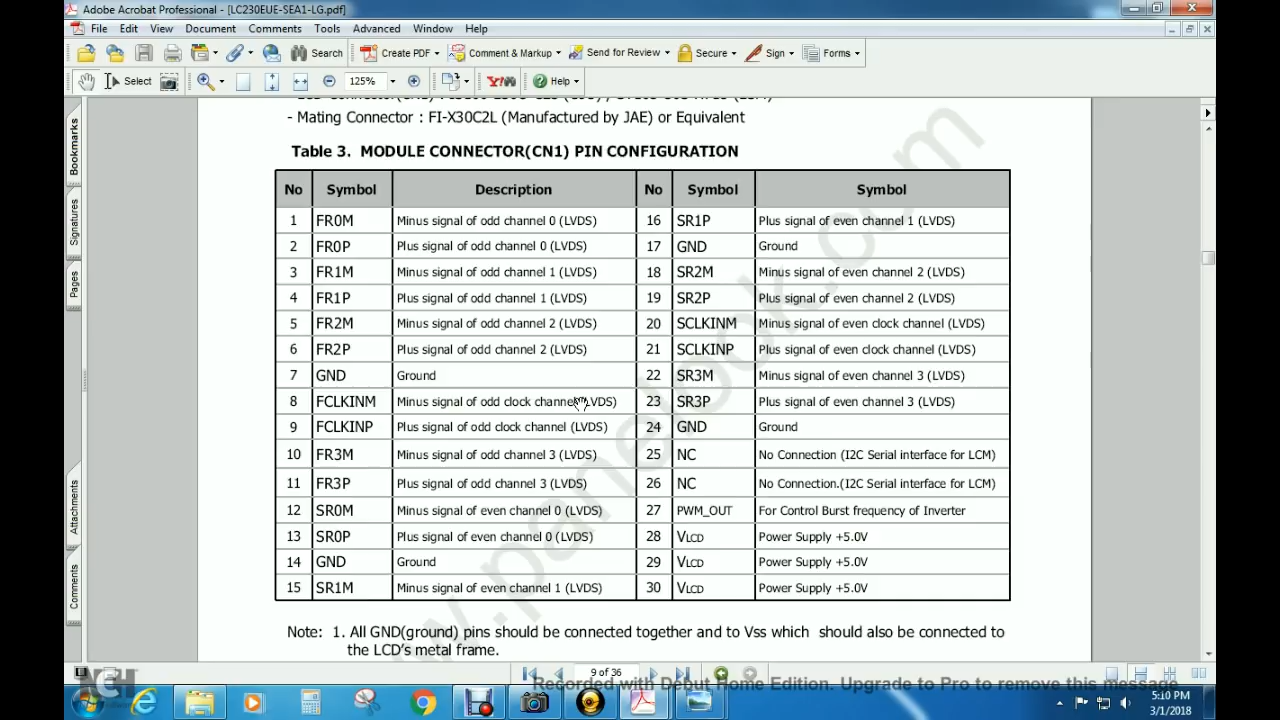 Adobe Acrobat Professional - [LC230EUE-SEA1-LG.pdf]
File Edit View Document Comments Tools Advanced Window Help
Search Create PDF Comment & Markup Send for Review Secure Sign Forms
Select 125% Help
- Mating Connector : FI-X30C2L (Manufactured by JAE) or Equivalent
Table 3. MODULE CONNECTOR(CN1) PIN CONFIGURATION
No Symbol Description No Symbol Symbol
1 FR0M Minus signal of odd channel 0 (LVDS) 16 SR1P Plus signal of even channel 1 (LVDS)
2 FR0P Plus signal of odd channel 0 (LVDS) 17 GND Ground
3 FR1M Minus signal of odd channel 1 (LVDS) 18 SR2M Minus signal of even channel 2 (LVDS)
4 FR1P Plus signal of odd channel 1 (LVDS) 19 SR2P Plus signal of even channel 2 (LVDS)
5 FR2M Minus signal of odd channel 2 (LVDS) 20 SCLKINM Minus signal of even clock channel (LVDS)
6 FR2P Plus signal of odd channel 2 (LVDS) 21 SCLKINP Plus signal of even clock channel (LVDS)
7 GND Ground 22 SR3M Minus signal of even channel 3 (LVDS)
8 FCLKINM Minus signal of odd clock channel (LVDS) 23 SR3P Plus signal of even channel 3 (LVDS)
9 FCLKINP Plus signal of odd clock channel (LVDS) 24 GND Ground
10 FR3M Minus signal of odd channel 3 (LVDS) 25 NC No Connection (I2C Serial interface for LCM)
11 FR3P Plus signal of odd channel 3 (LVDS) 26 NC No Connection.(I2C Serial interface for LCM)
12 SR0M Minus signal of even channel 0 (LVDS) 27 PWM_OUT For Control Burst frequency of Inverter
13 SR0P Plus signal of even channel 0 (LVDS) 28 VLCD Power Supply +5.0V
14 GND Ground 29 VLCD Power Supply +5.0V
15 SR1M Minus signal of even channel 1 (LVDS) 30 VLCD Power Supply +5.0V
Note: 1. All GND(ground) pins should be connected together and to Vss which should also be connected to
the LCD's metal frame.
www.panelook.com
Bookmarks
Signatures
Pages
Attachments
Comments
9 of 36
NCH
Recorded with Debut Home Edition. Upgrade to Pro to remove this message
5:10 PM
3/1/2018